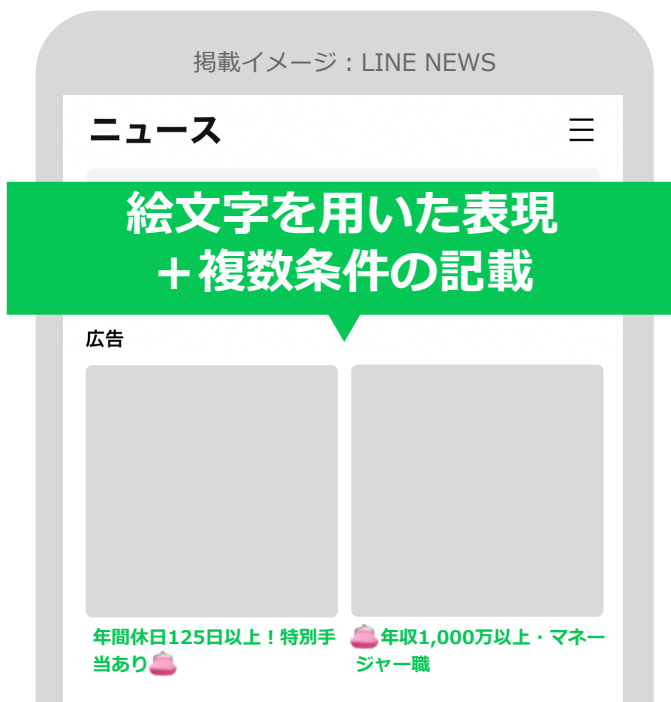 掲載イメージ：LINE NEWS
ニュース
絵文字を用いた表現
＋複数条件の記載
広告
年間休日125日以上！特別手
当あり👛
👛年収1,000万以上・マネー
ジャー職